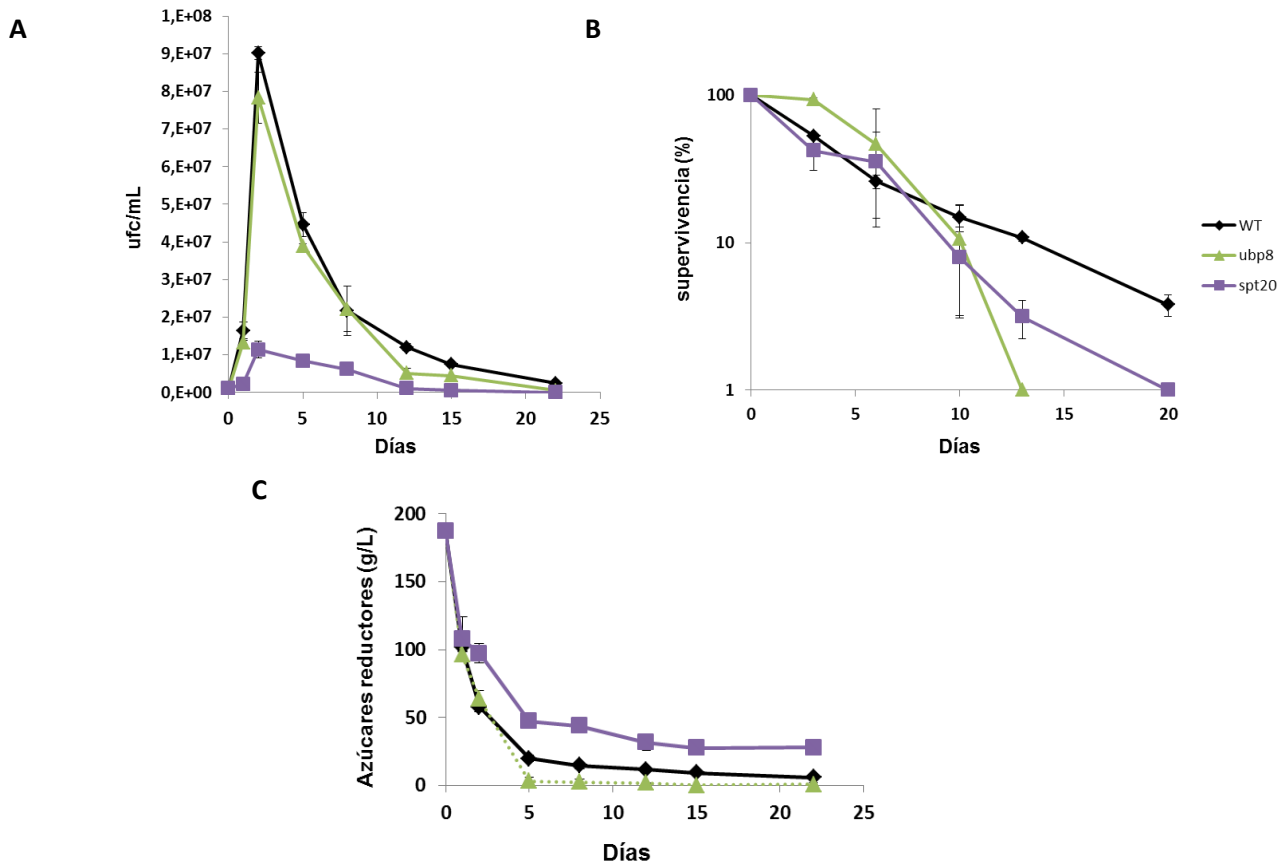 A
1,E+08
9,E+07
8,E+07
7,E+07
6,E+07
5,E+07
4,E+07
3,E+07
2,E+07
1,E+07
0,E+00
ufc/mL
0 5 10 15 20 25
Días
B
100
10
1
supervivencia (%)
0 5 10 15 20
Días
WT
ubp8
spt20
C
200
150
100
50
0
Azúcares reductores (g/L)
0 5 10 15 20 25
Días